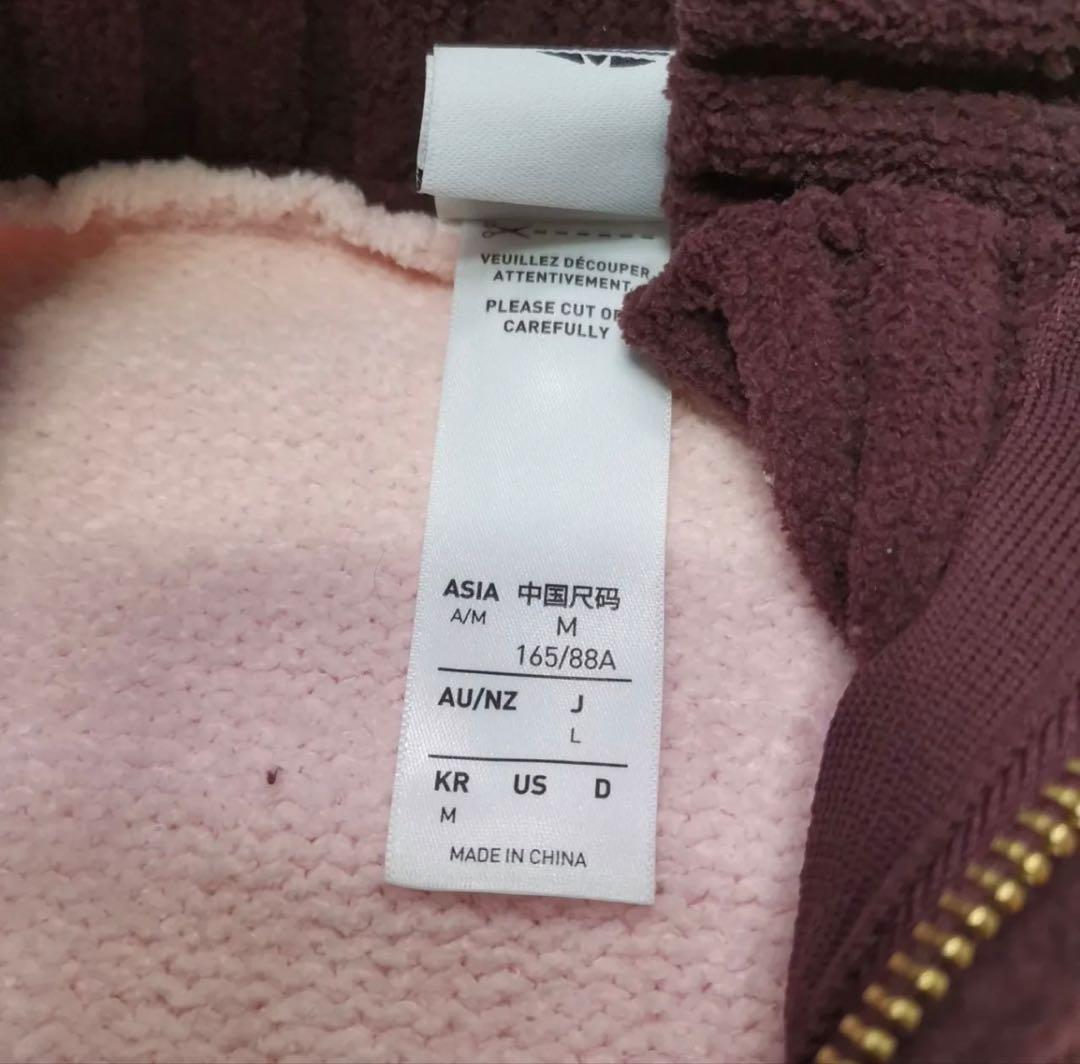 VEUILLEZ DÉCOUPER
ATTENTIVEMENT.
PLEASE CUT
CAREFULLY
ASIA 中国尺码
A/M M
165/88A
AU/NZ J
L
KR US D
M
MADE IN CHINA